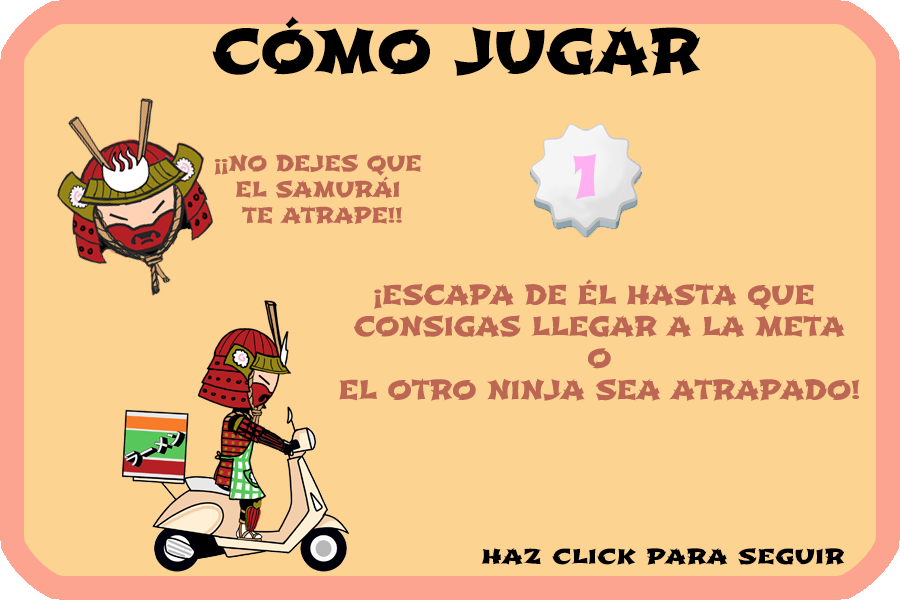 CÓMO JUGAR
¡¡NO DEJES QUE
EL SAMURÁI
TE ATRAPE!!
1
¡ESCAPA DE ÉL HASTA QUE
CONSIGAS LLEGAR A LA META
O
EL OTRO NINJA SEA ATRAPADO!
ラーメン
HAZ CLICK PARA SEGUIR